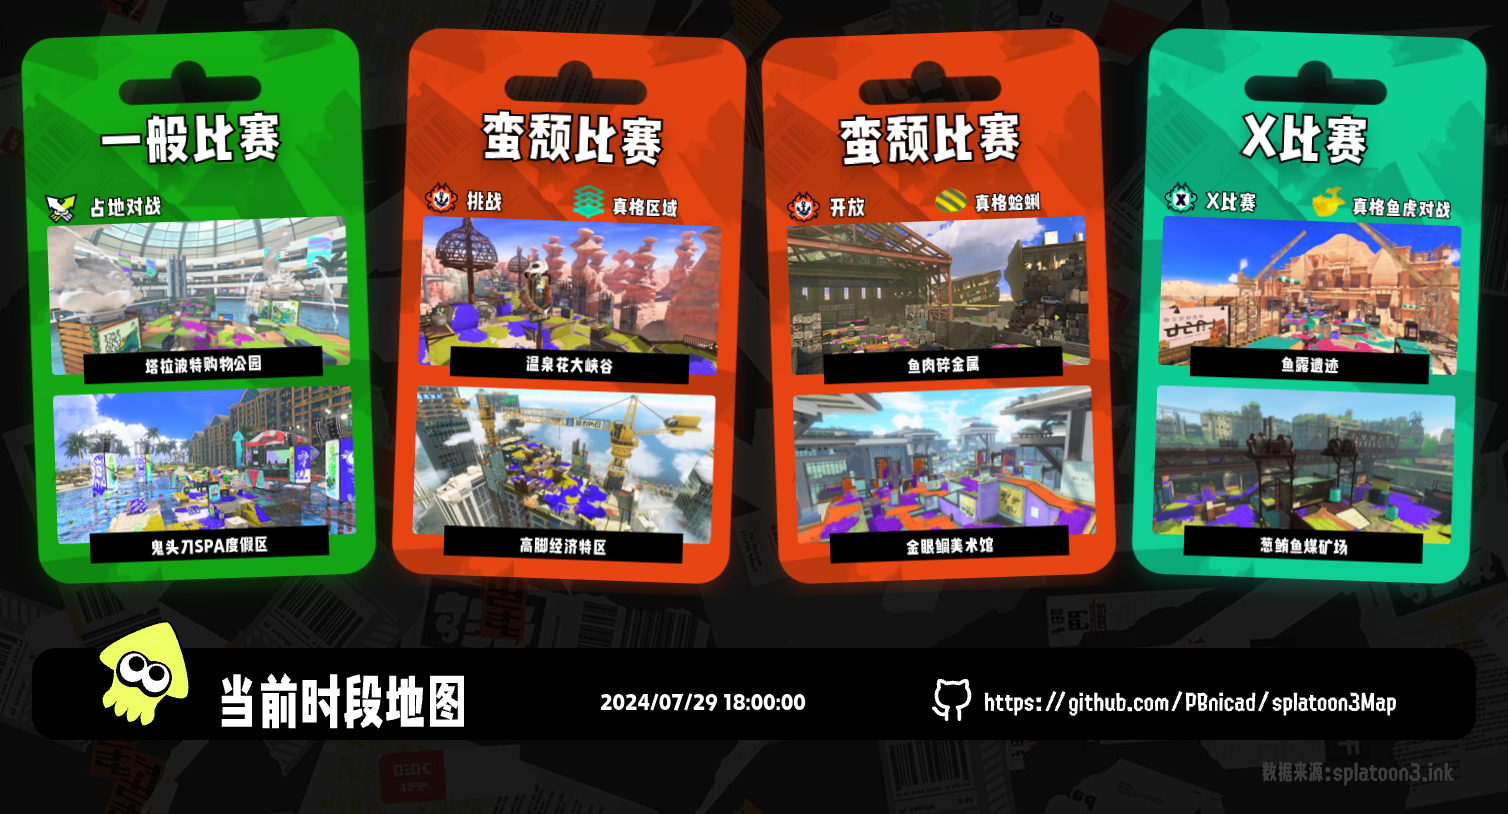 一般比赛
占地对战
塔拉波特购物公园
鬼头刀SPA度假区
蛮颓比赛
挑战
真格区域
温泉花大峡谷
高脚经济特区
蛮颓比赛
开放
真格蛤蜊
鱼肉碎金属
金眼鲷美术馆
X比赛
X比赛
真格鱼虎对战
鱼露遗迹
葱鲔鱼煤矿场
当前时段地图
2024/07/29 18:00:00
https://github.com/PBnicad/splatoon3Map
数据来源:splatoon3.ink